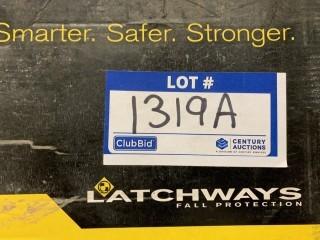 Smarter. Safer. Stronger.
LOT #
1319A
ClubBid
CENTURY AUCTIONS
LATCHWAYS
FALL PROTECTION